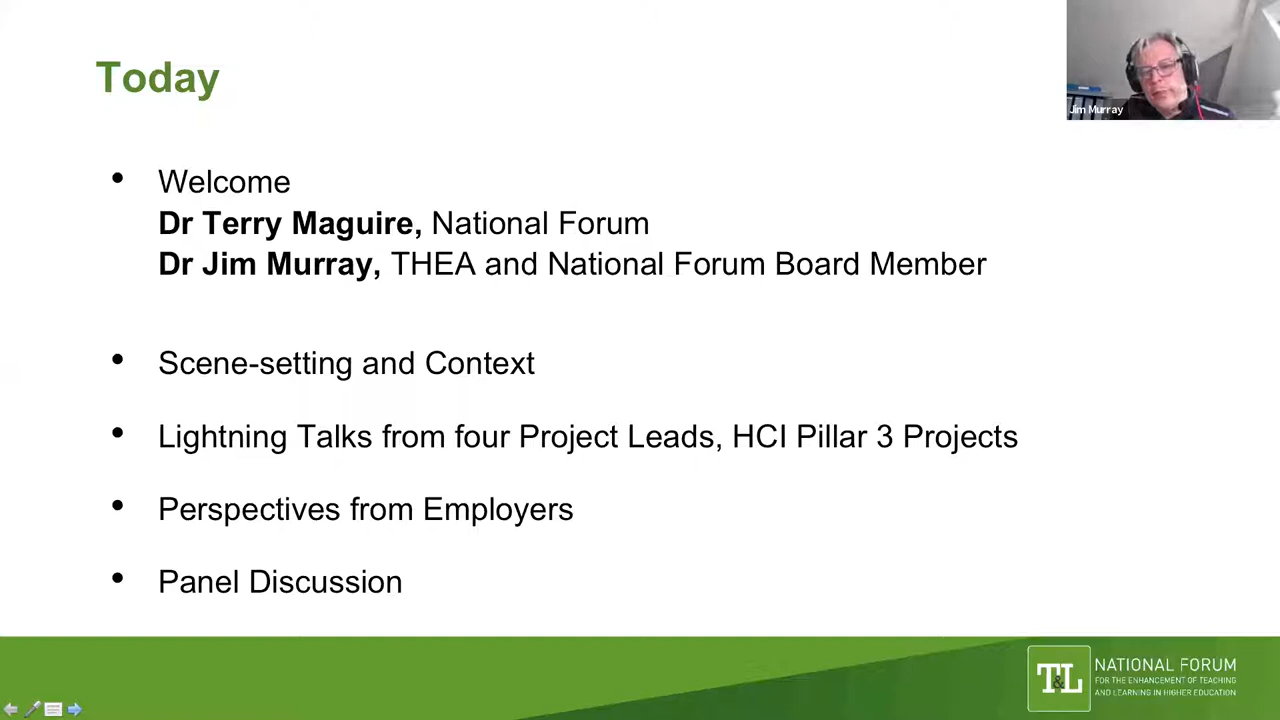 Today
Jim Murray
• Welcome
Dr Terry Maguire, National Forum
Dr Jim Murray, THEA and National Forum Board Member
• Scene-setting and Context
• Lightning Talks from four Project Leads, HCI Pillar 3 Projects
• Perspectives from Employers
• Panel Discussion
T&L
NATIONAL FORUM
FOR THE ENHANCEMENT OF TEACHING
AND LEARNING IN HIGHER EDUCATION